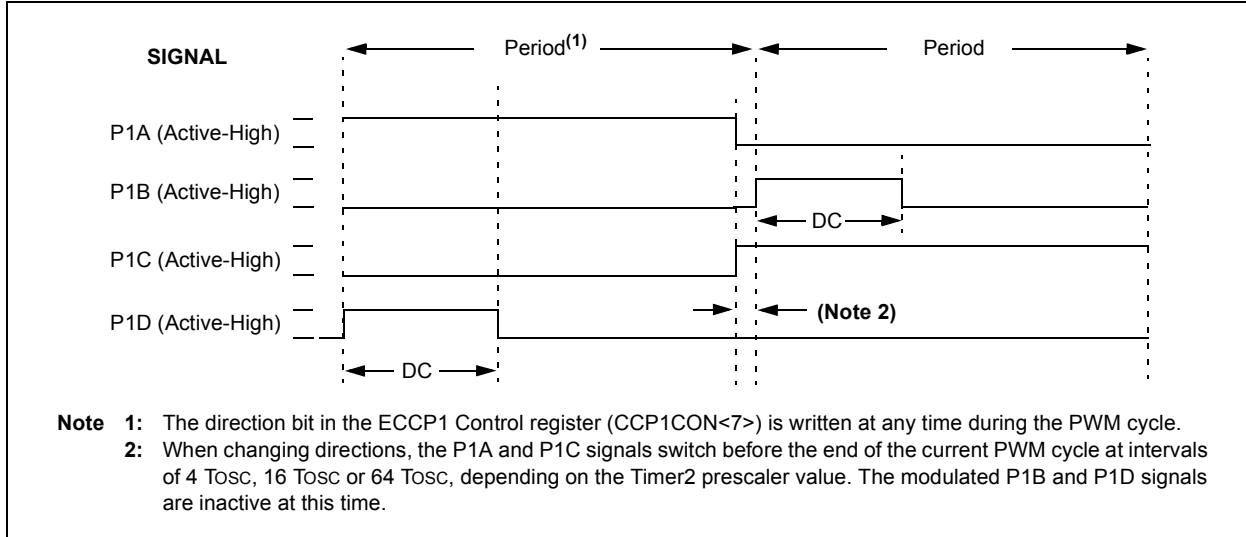 SIGNAL
Period(1)
Period
P1A (Active-High)
P1B (Active-High)
DC
P1C (Active-High)
P1D (Active-High)
(Note 2)
DC
Note 1: The direction bit in the ECCP1 Control register (CCP1CON<7>) is written at any time during the PWM cycle.
2: When changing directions, the P1A and P1C signals switch before the end of the current PWM cycle at intervals
of 4 TOSC, 16 TOSC or 64 TOSC, depending on the Timer2 prescaler value. The modulated P1B and P1D signals
are inactive at this time.